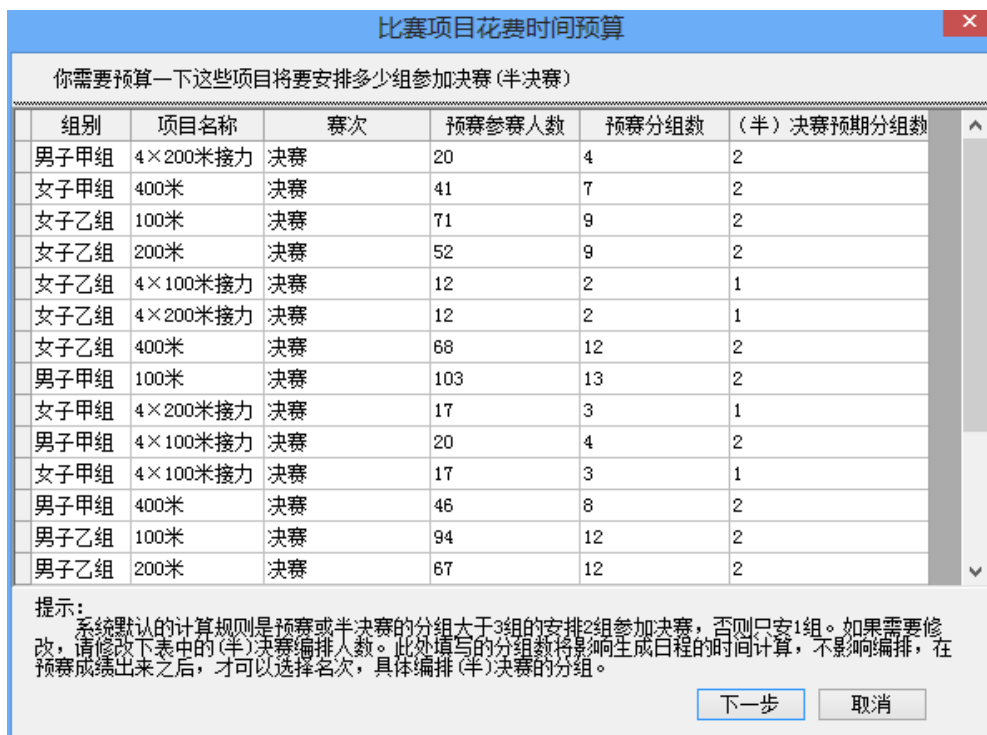 比赛项目花费时间预算
你需要预算一下这些项目将要安排多少组参加决赛(半决赛)
组别 项目名称 赛次 预赛参赛人数 预赛分组数 (半)决赛预期分组数
男子甲组 4×200米接力 决赛 20 4 2
女子甲组 400米 决赛 41 7 2
女子乙组 100米 决赛 71 9 2
女子乙组 200米 决赛 52 9 2
女子乙组 4×100米接力 决赛 12 2 1
女子乙组 4×200米接力 决赛 12 2 1
女子乙组 400米 决赛 68 12 2
男子甲组 100米 决赛 103 13 2
女子甲组 4×200米接力 决赛 17 3 1
男子甲组 4×100米接力 决赛 20 4 2
女子甲组 4×100米接力 决赛 17 3 1
男子甲组 400米 决赛 46 8 2
男子乙组 100米 决赛 94 12 2
男子乙组 200米 决赛 67 12 2
提示:
系统默认的计算规则是预赛或半决赛的分组大于3组的安排2组参加决赛，否则只安1组。如果需要修
改，请修改下表中的(半)决赛编排人数。此处填写的分组数将影响生成日程的时间计算，不影响编排，在
预赛成绩出来之后，才可以选择名次，具体编排(半)决赛的分组。
下一步 取消